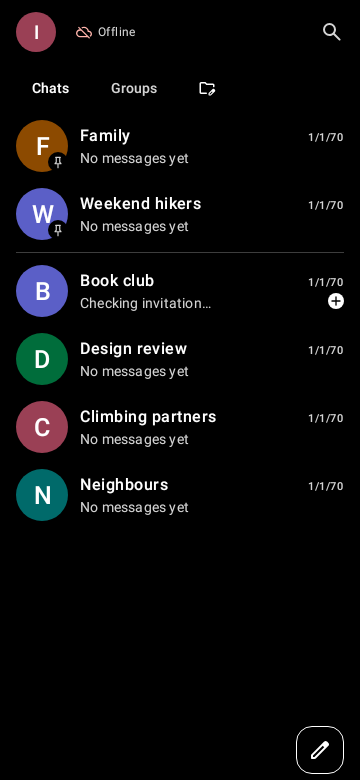 I
Offline
Chats
Groups
F
Family
1/1/70
No messages yet
W
Weekend hikers
1/1/70
No messages yet
B
Book club
1/1/70
Checking invitation…
D
Design review
1/1/70
No messages yet
C
Climbing partners
1/1/70
No messages yet
N
Neighbours
1/1/70
No messages yet